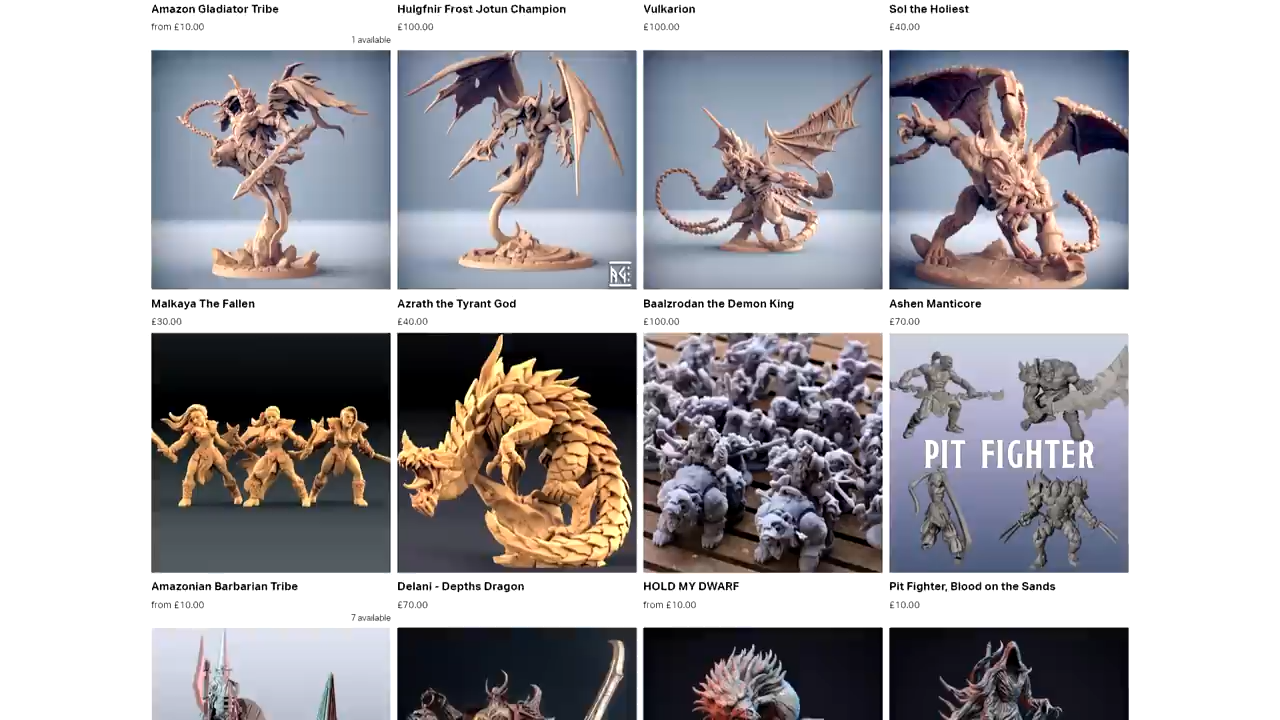 Amazon Gladiator Tribe
from £10.00
1 available
Hulgfnir Frost Jotun Champion
£100.00
Vulkarion
£100.00
Sol the Holiest
£40.00
Malkaya The Fallen
£30.00
Azrath the Tyrant God
£40.00
Baalzrodan the Demon King
£100.00
Ashen Manticore
£70.00
PIT FIGHTER
Amazonian Barbarian Tribe
from £10.00
7 available
Delani - Depths Dragon
£70.00
HOLD MY DWARF
from £10.00
Pit Fighter, Blood on the Sands
£10.00